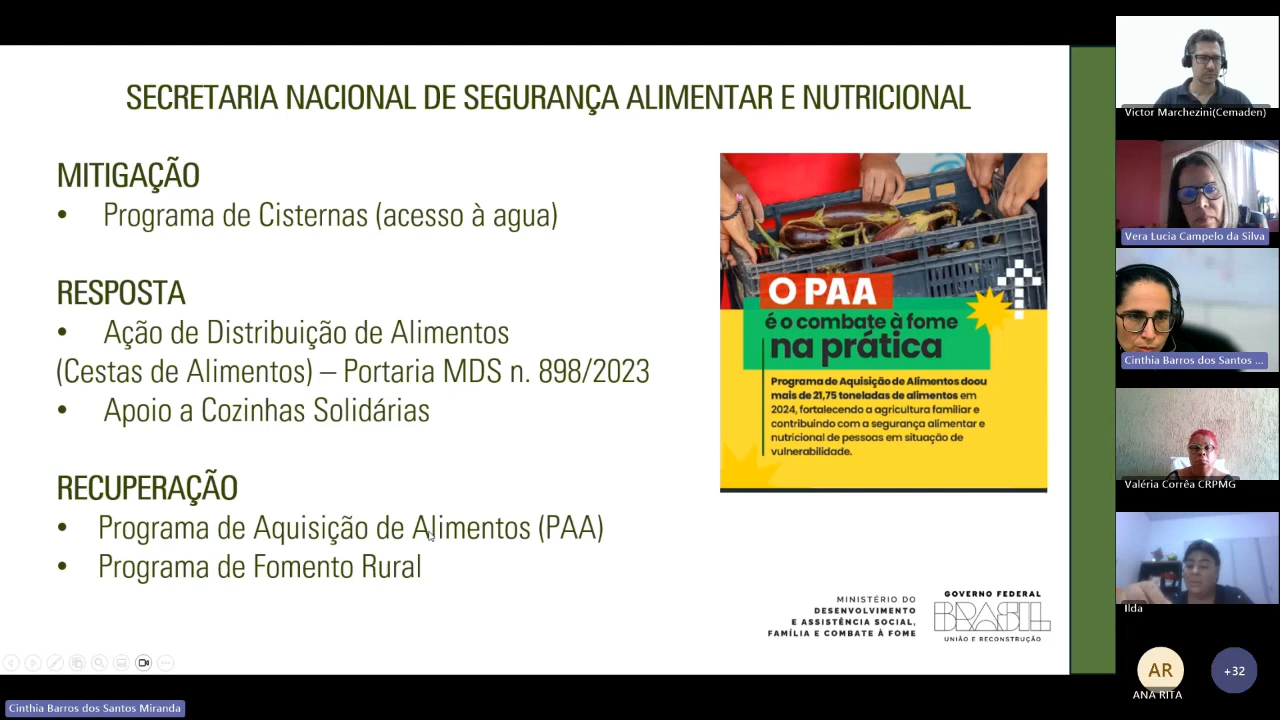 SECRETARIA NACIONAL DE SEGURANÇA ALIMENTAR E NUTRICIONAL
MITIGAÇÃO
• Programa de Cisternas (acesso à agua)
RESPOSTA
• Ação de Distribuição de Alimentos
(Cestas de Alimentos) – Portaria MDS n. 898/2023
• Apoio a Cozinhas Solidárias
RECUPERAÇÃO
• Programa de Aquisição de Alimentos (PAA)
• Programa de Fomento Rural
O PAA
é o combate à fome
na prática
Programa de Aquisição de Alimentos doou
mais de 21,75 toneladas de alimentos em
2024, fortalecendo a agricultura familiar e
contribuindo com a segurança alimentar e
nutricional de pessoas em situação de
vulnerabilidade.
MINISTÉRIO DO
DESENVOLVIMENTO
E ASSISTÊNCIA SOCIAL,
FAMÍLIA E COMBATE À FOME
GOVERNO FEDERAL
BRASIL
UNIÃO E RECONSTRUÇÃO
Cinthia Barros dos Santos Miranda
Victor Marchezini(Cemaden)
Vera Lucia Campelo da Silva
Cinthia Barros dos Santos ...
Valéria Corrêa CRPMG
Ilda
AR
ANA RITA
+32